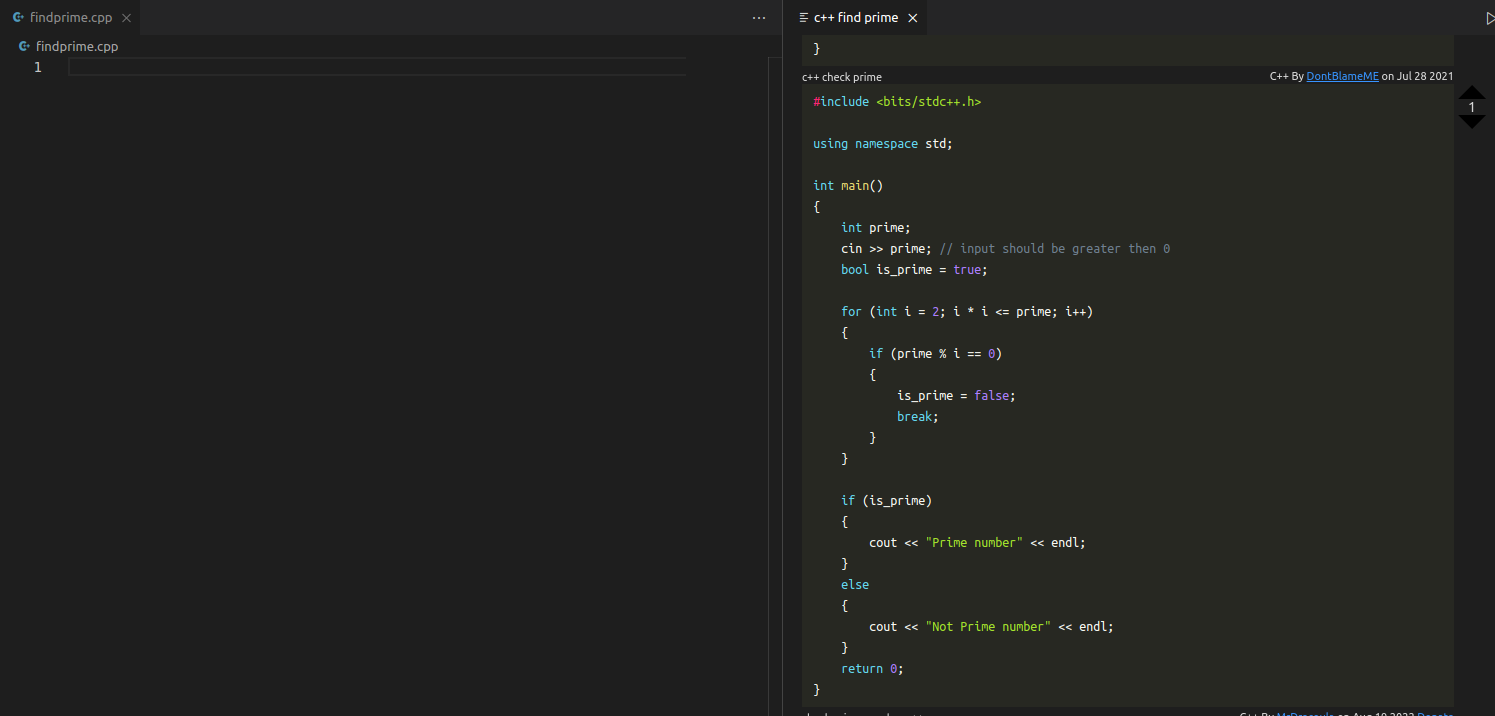 findprime.cpp
findprime.cpp
1
c++ find prime
}
c++ check prime
C++ By DontBlameME on Jul 28 2021
1
#include <bits/stdc++.h>
using namespace std;
int main()
{
int prime;
cin >> prime; // input should be greater then 0
bool is_prime = true;
for (int i = 2; i * i <= prime; i++)
{
if (prime % i == 0)
{
is_prime = false;
break;
}
}
if (is_prime)
{
cout << "Prime number" << endl;
}
else
{
cout << "Not Prime number" << endl;
}
return 0;
}